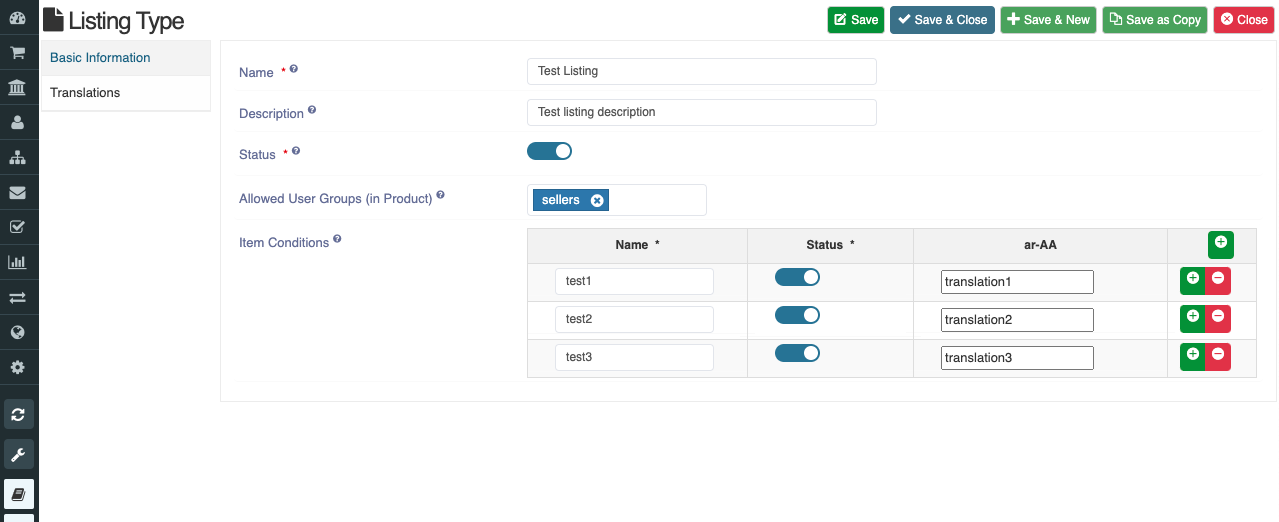 Listing Type
Save
Save & Close
Save & New
Save as Copy
Close
Basic Information
Translations
Name *
Test Listing
Description
Test listing description
Status *
Allowed User Groups (in Product)
sellers
Item Conditions
Name * Status * ar-AA
test1 translation1
test2 translation2
test3 translation3